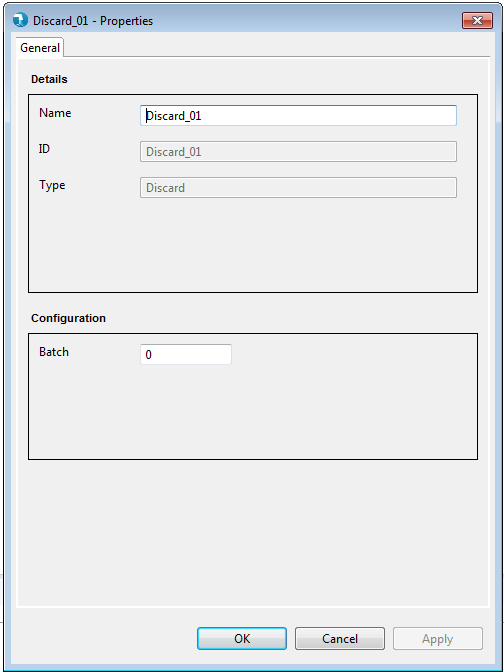 Discard_01 - Properties
General
Details
Name Discard_01
ID Discard_01
Type Discard
Configuration
Batch 0
OK Cancel Apply